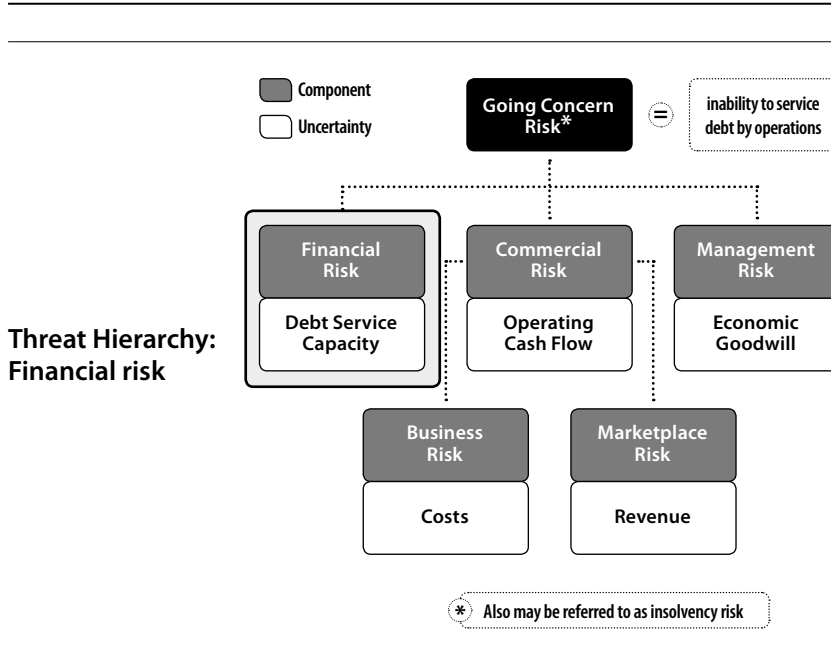 Component
Uncertainty
Going Concern
Risk*
=
inability to service
debt by operations
Financial
Risk
Commercial
Risk
Management
Risk
Debt Service
Capacity
Operating
Cash Flow
Economic
Goodwill
Threat Hierarchy:
Financial risk
Business
Risk
Marketplace
Risk
Costs
Revenue
* Also may be referred to as insolvency risk